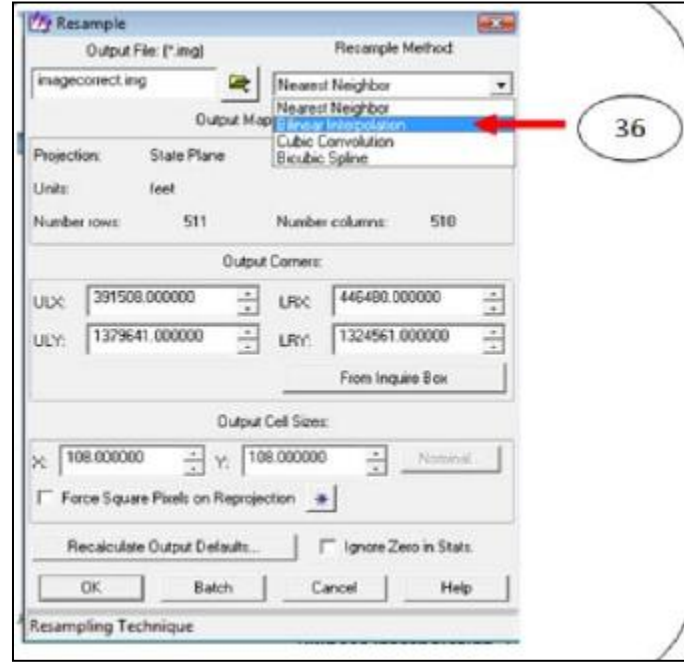 Resample
Output File: (*.img) Resample Method:
imagecorrect.img Nearest Neighbor
Nearest Neighbor
Output Map Bilinear Interpolation
Cubic Convolution
Projection: State Plane Bicubic Spline
Units: feet
Number rows: 511 Number columns: 510
Output Corners:
ULX: 391508.000000 LRX: 446480.000000
ULY: 1379641.000000 LRY: 1324561.000000
From Inquire Box
Output Cell Sizes:
X: 108.000000 Y: 108.000000 Nominal...
Force Square Pixels on Reprojection
Recalculate Output Defaults... Ignore Zero in Stats.
OK Batch Cancel Help
Resampling Technique
36